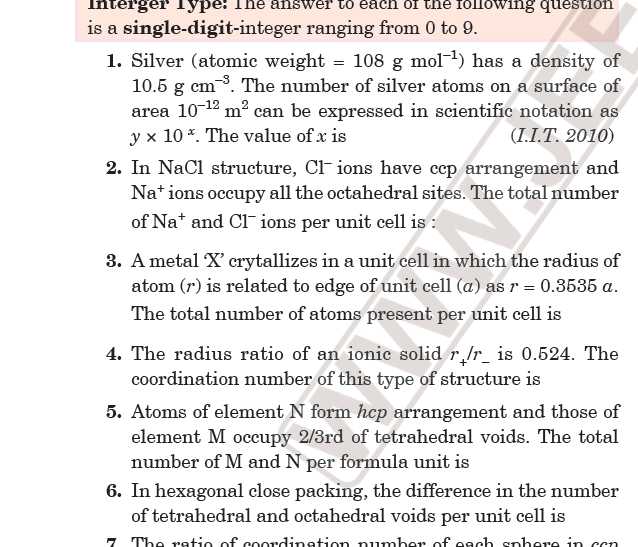 Interger Type: The answer to each of the following question
is a single-digit-integer ranging from 0 to 9.
1. Silver (atomic weight = 108 g mol⁻¹) has a density of
10.5 g cm⁻³. The number of silver atoms on a surface of
area 10⁻¹² m² can be expressed in scientific notation as
y × 10 ˣ. The value of x is (I.I.T. 2010)
2. In NaCl structure, Cl⁻ ions have ccp arrangement and
Na⁺ ions occupy all the octahedral sites. The total number
of Na⁺ and Cl⁻ ions per unit cell is :
3. A metal ‘X’ crytallizes in a unit cell in which the radius of
atom (r) is related to edge of unit cell (a) as r = 0.3535 a.
The total number of atoms present per unit cell is
4. The radius ratio of an ionic solid r₊/r₋ is 0.524. The
coordination number of this type of structure is
5. Atoms of element N form hcp arrangement and those of
element M occupy 2/3rd of tetrahedral voids. The total
number of M and N per formula unit is
6. In hexagonal close packing, the difference in the number
of tetrahedral and octahedral voids per unit cell is
7. The ratio of coordination number of each sphere in ccp
WWW.JEE